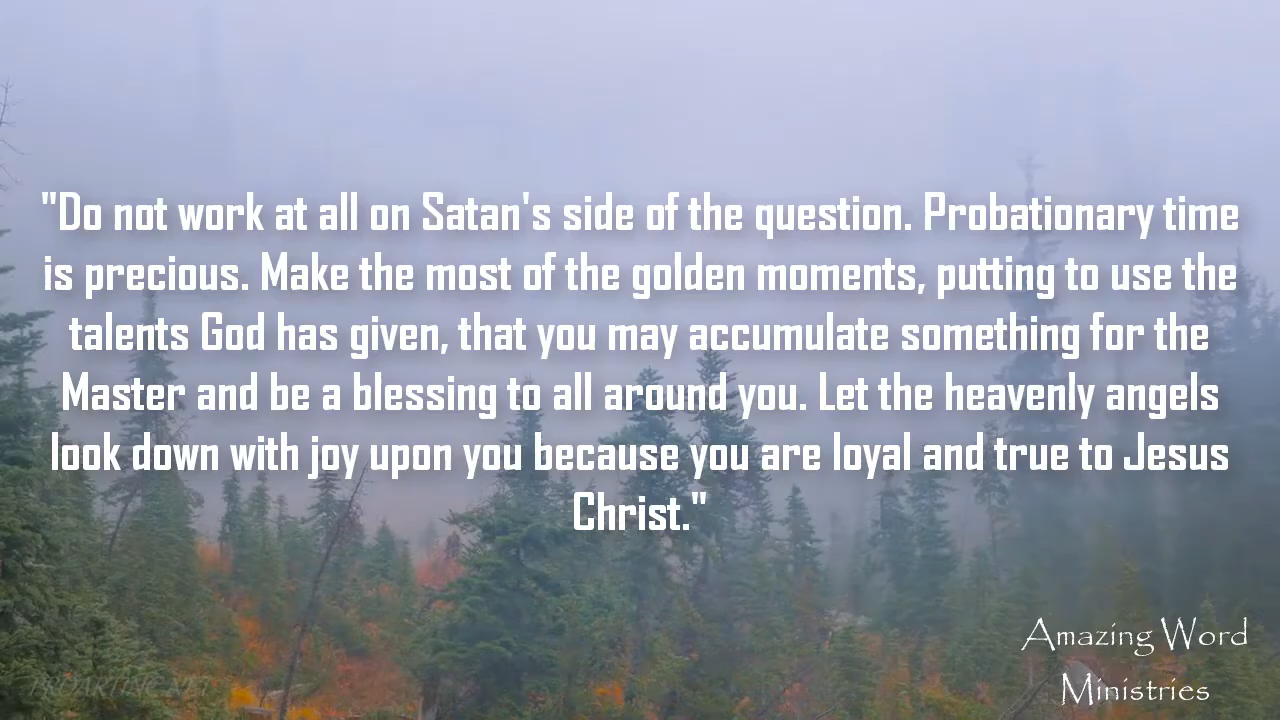 "Do not work at all on Satan's side of the question. Probationary time
is precious. Make the most of the golden moments, putting to use the
talents God has given, that you may accumulate something for the
Master and be a blessing to all around you. Let the heavenly angels
look down with joy upon you because you are loyal and true to Jesus
Christ."
Amazing Word
Ministries
PROARTINC.NET